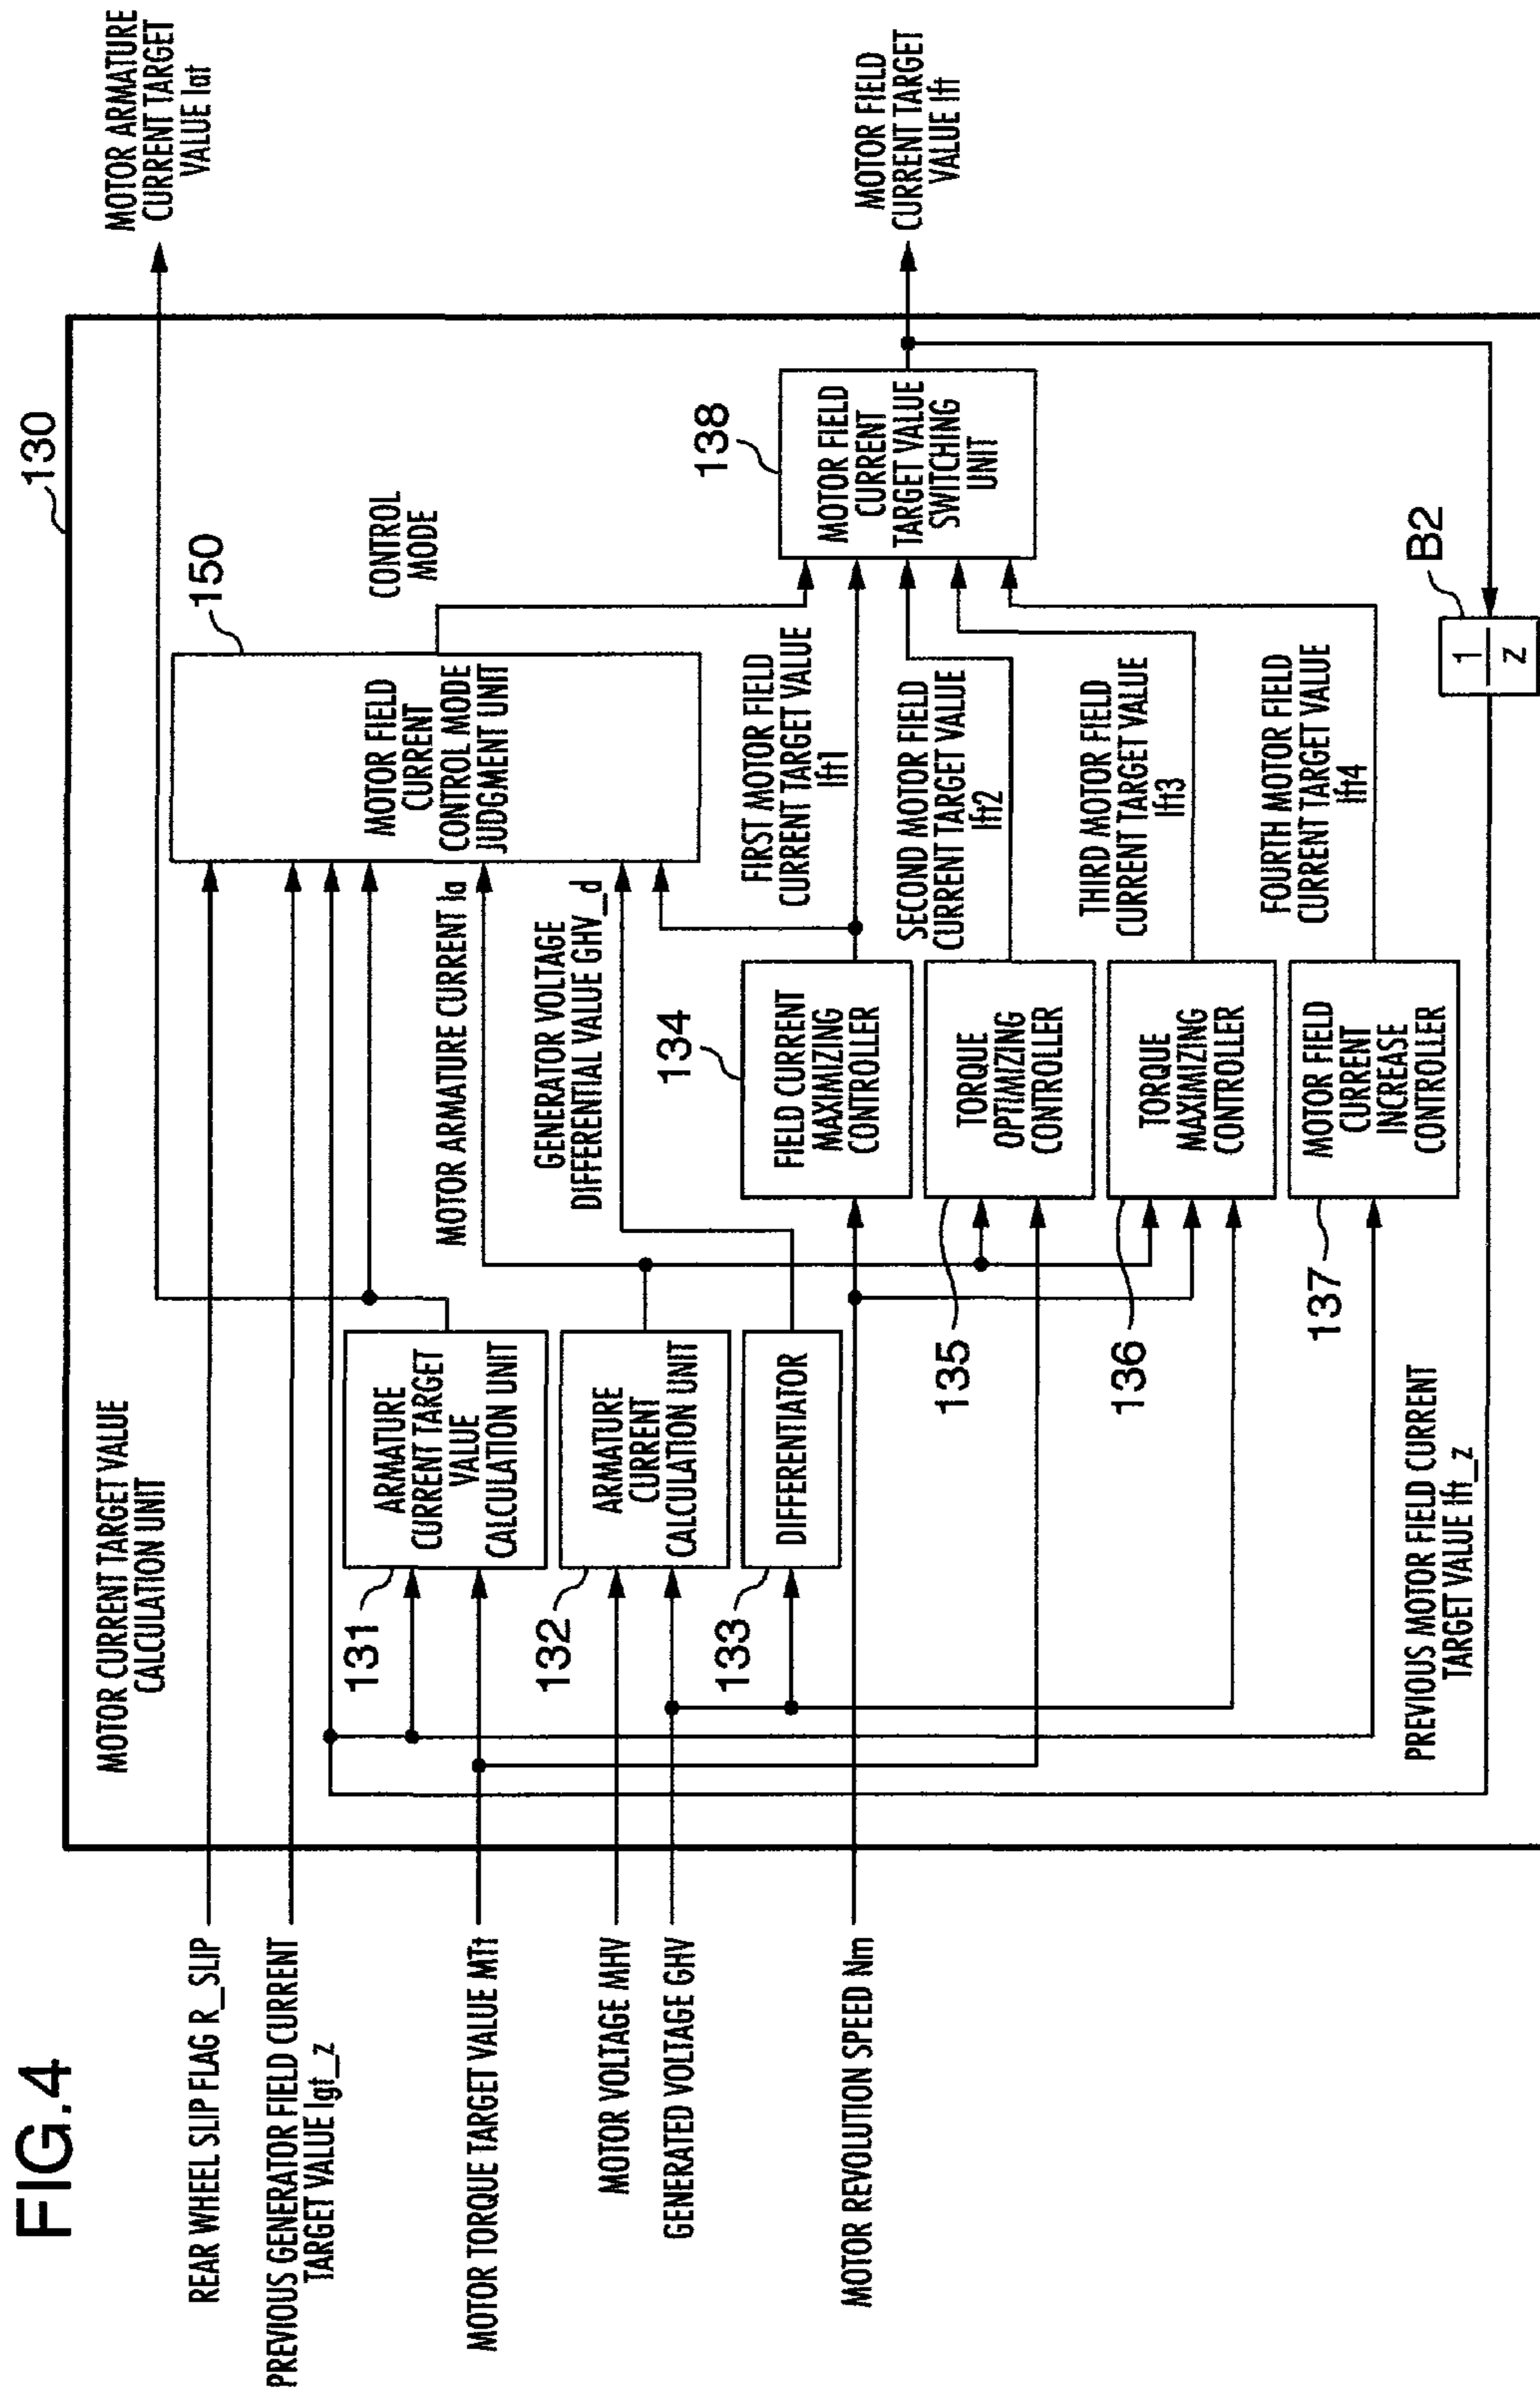 FIG.4
130
MOTOR CURRENT TARGET VALUE
CALCULATION UNIT
REAR WHEEL SLIP FLAG R_SLIP
PREVIOUS GENERATOR FIELD CURRENT
TARGET VALUE Igt_z
MOTOR TORQUE TARGET VALUE MTt
MOTOR VOLTAGE MHV
GENERATED VOLTAGE GHV
MOTOR REVOLUTION SPEED Nm
131
ARMATURE
CURRENT TARGET
VALUE
CALCULATION UNIT
132
ARMATURE
CURRENT
CALCULATION UNIT
133
DIFFERENTIATOR
MOTOR ARMATURE CURRENT Ia
GENERATOR VOLTAGE
DIFFERENTIAL VALUE GHV_d
134
FIELD CURRENT
MAXIMIZING
CONTROLLER
135
TORQUE
OPTIMIZING
CONTROLLER
136
TORQUE
MAXIMIZING
CONTROLLER
137
MOTOR FIELD
CURRENT
INCREASE
CONTROLLER
PREVIOUS MOTOR FIELD CURRENT
TARGET VALUE Ift_z
150
MOTOR FIELD
CURRENT
CONTROL MODE
JUDGMENT UNIT
CONTROL
MODE
FIRST MOTOR FIELD
CURRENT TARGET VALUE
Ift1
SECOND MOTOR FIELD
CURRENT TARGET VALUE
Ift2
THIRD MOTOR FIELD
CURRENT TARGET VALUE
Ift3
FOURTH MOTOR FIELD
CURRENT TARGET VALUE
Ift4
138
MOTOR FIELD
CURRENT
TARGET VALUE
SWITCHING
UNIT
B2
1
z
MOTOR ARMATURE
CURRENT TARGET
VALUE Iat
MOTOR FIELD
CURRENT TARGET
VALUE Ift